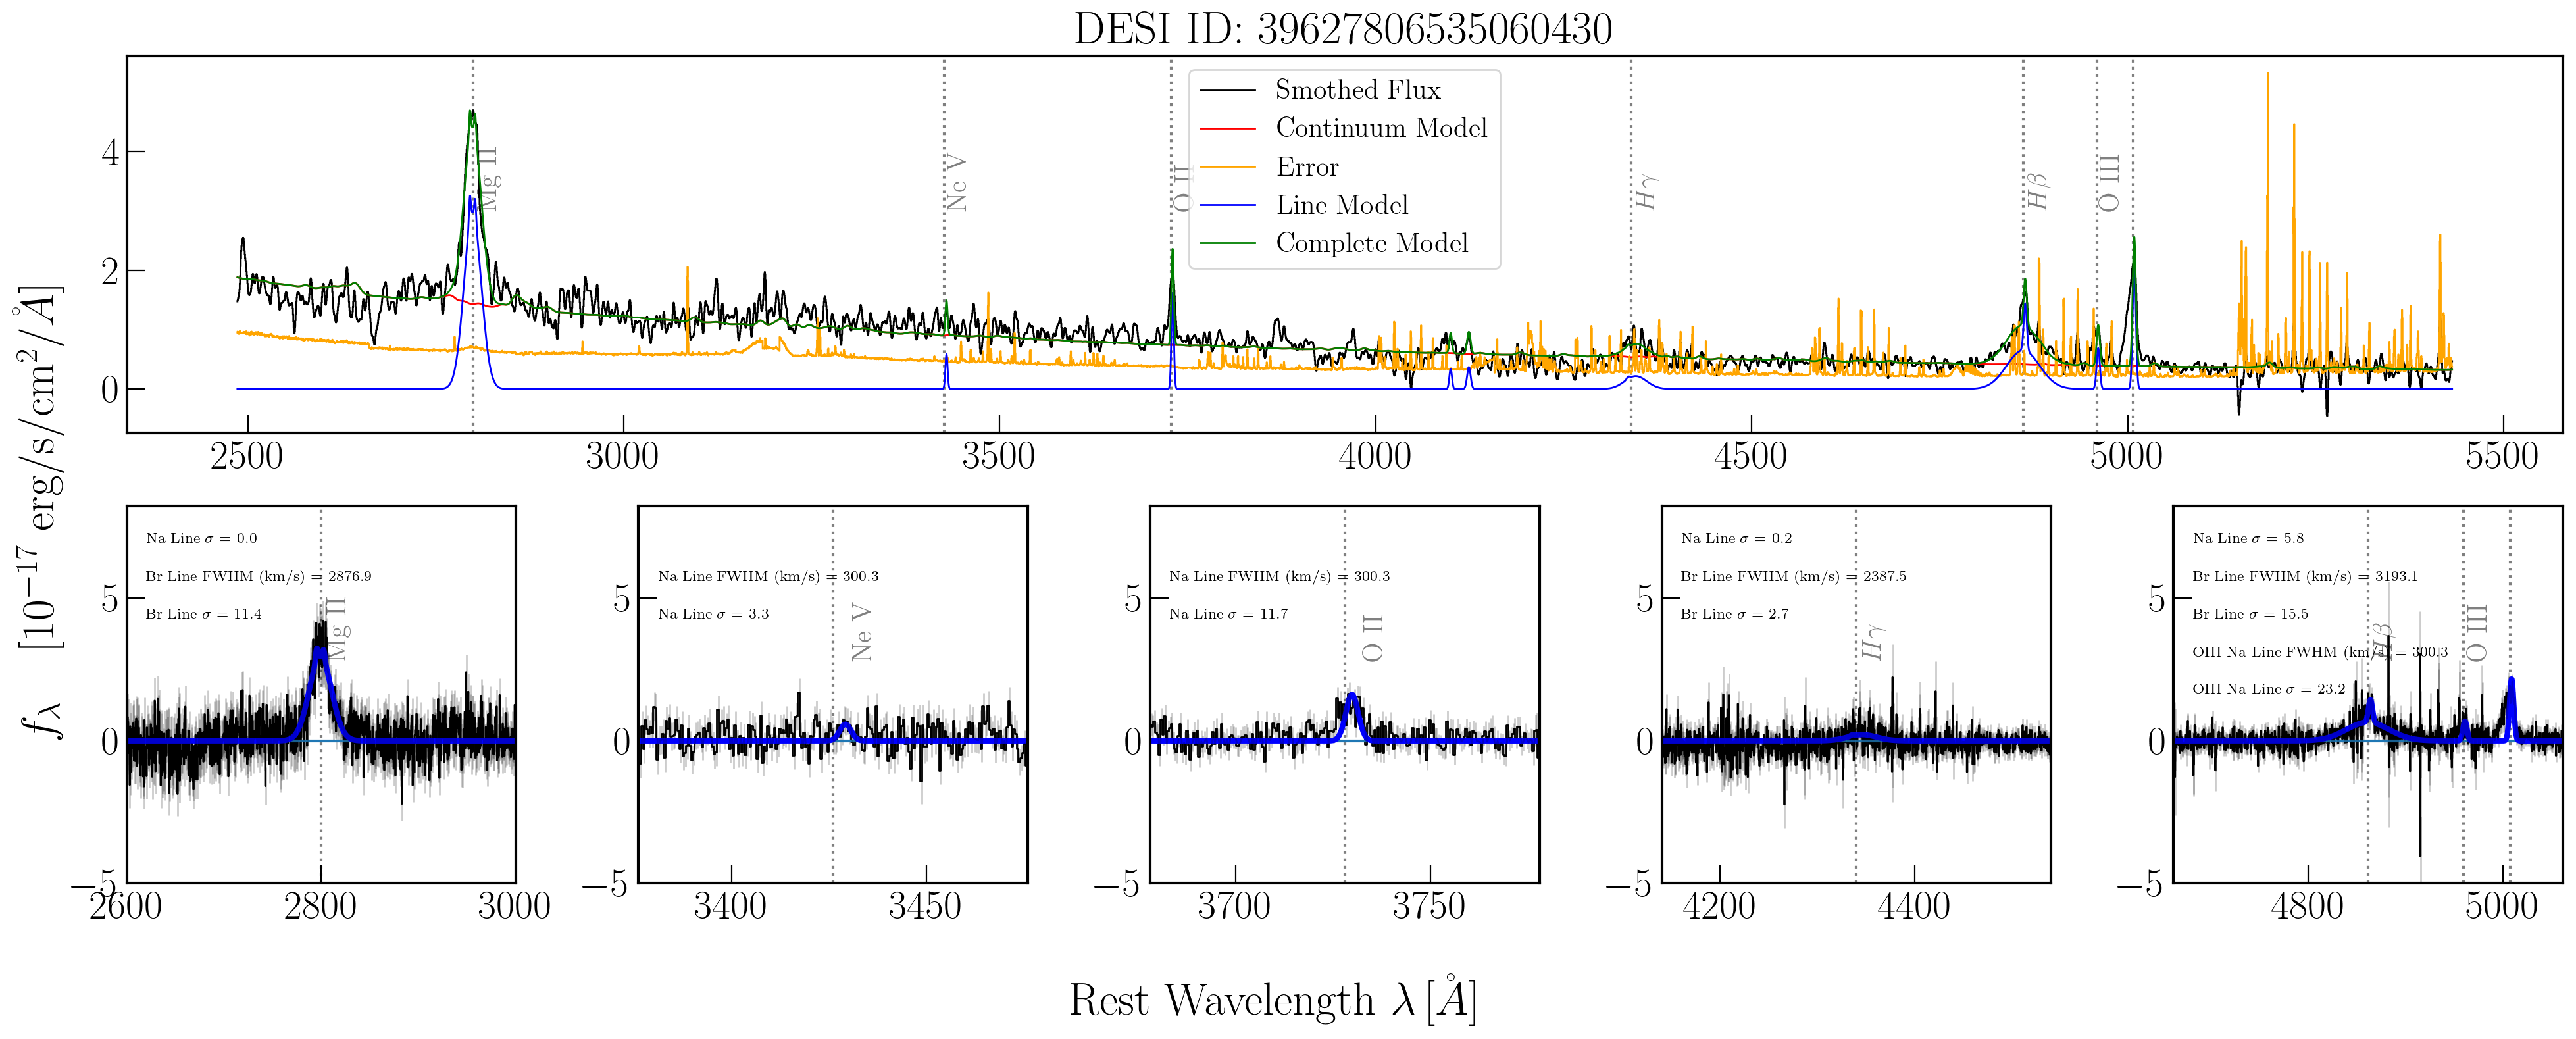 DESI ID: 39627806535060430
Smothed Flux
Continuum Model
Error
Line Model
Complete Model
Mg II
Ne V
O II
Hγ
Hβ
O III
4
2
0
2500 3000 3500 4000 4500 5000 5500
f_λ [10^{-17} erg/s/cm^2/Å]
Na Line σ = 0.0
Br Line FWHM (km/s) = 2876.9
Br Line σ = 11.4
Mg II
5
0
−5
2600 2800 3000
Na Line FWHM (km/s) = 300.3
Na Line σ = 3.3
Ne V
5
0
−5
3400 3450
Na Line FWHM (km/s) = 300.3
Na Line σ = 11.7
O II
5
0
−5
3700 3750
Na Line σ = 0.2
Br Line FWHM (km/s) = 2387.5
Br Line σ = 2.7
Hγ
5
0
−5
4200 4400
Na Line σ = 5.8
Br Line FWHM (km/s) = 3193.1
Br Line σ = 15.5
OIII Na Line FWHM (km/s) = 300.3
OIII Na Line σ = 23.2
Hβ
O III
5
0
−5
4800 5000
Rest Wavelength λ [Å]